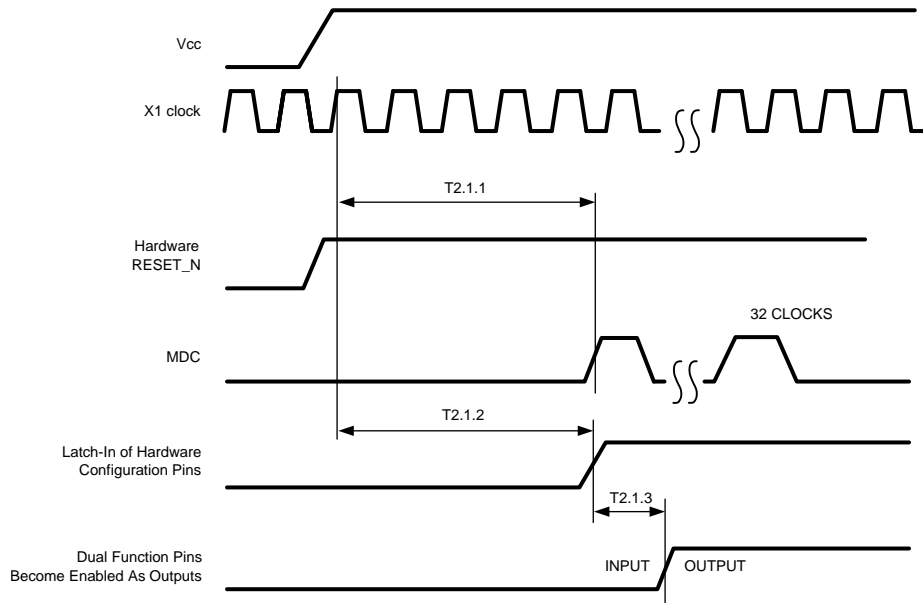 Vcc
X1 clock
T2.1.1
Hardware
RESET_N
32 CLOCKS
MDC
T2.1.2
Latch-In of Hardware
Configuration Pins
T2.1.3
Dual Function Pins
Become Enabled As Outputs
INPUT
OUTPUT